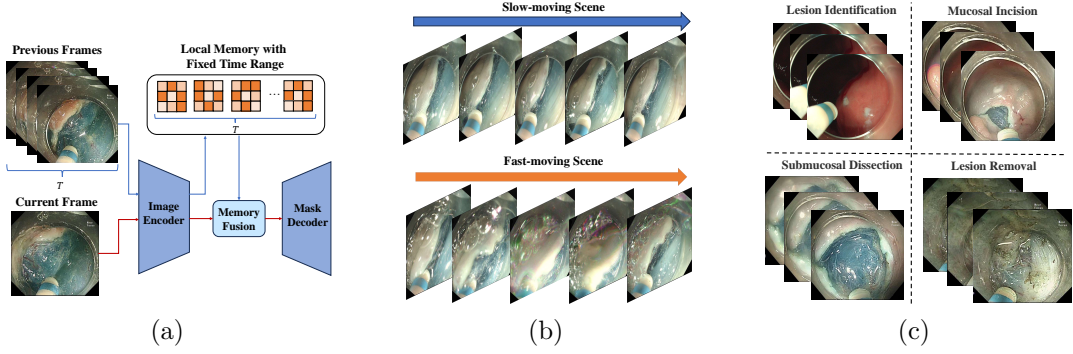 Previous Frames
Local Memory with
Fixed Time Range
...
T
T
Current Frame
Image
Encoder
Memory
Fusion
Mask
Decoder
(a)
Slow-moving Scene
Fast-moving Scene
(b)
Lesion Identification
Mucosal Incision
Submucosal Dissection
Lesion Removal
(c)